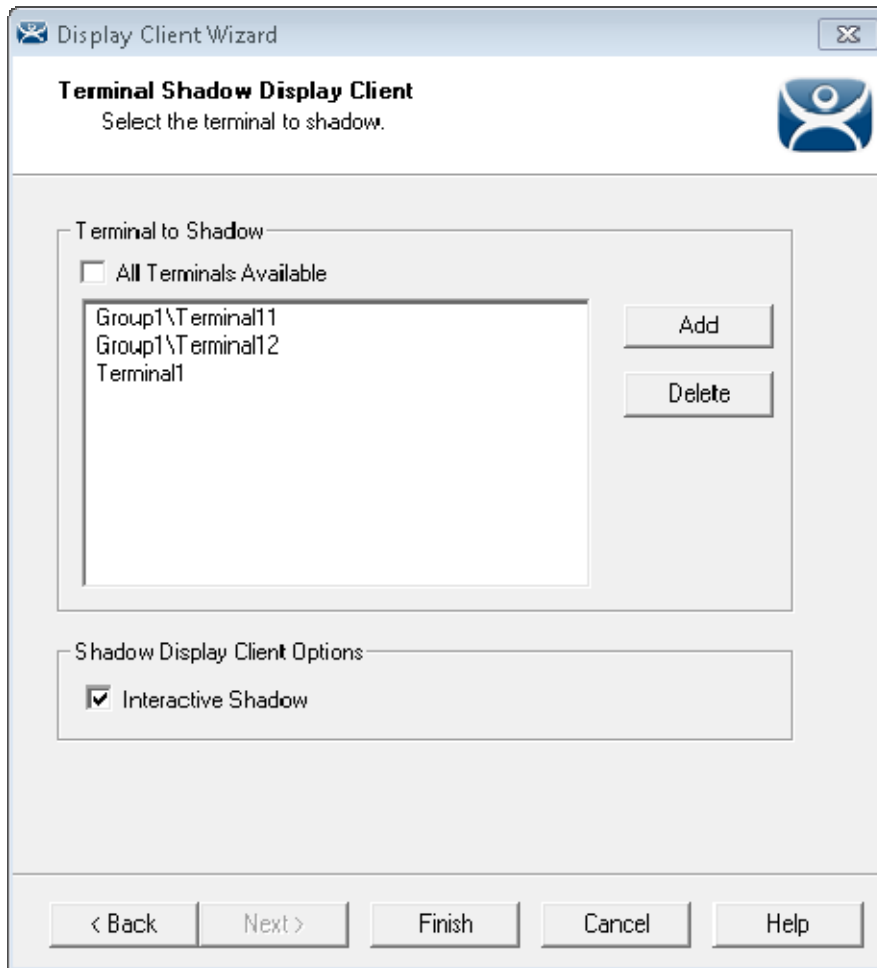 Display Client Wizard
Terminal Shadow Display Client
Select the terminal to shadow.
Terminal to Shadow
All Terminals Available
Group1\Terminal11
Group1\Terminal12
Terminal1
Add
Delete
Shadow Display Client Options
Interactive Shadow
< Back
Next >
Finish
Cancel
Help